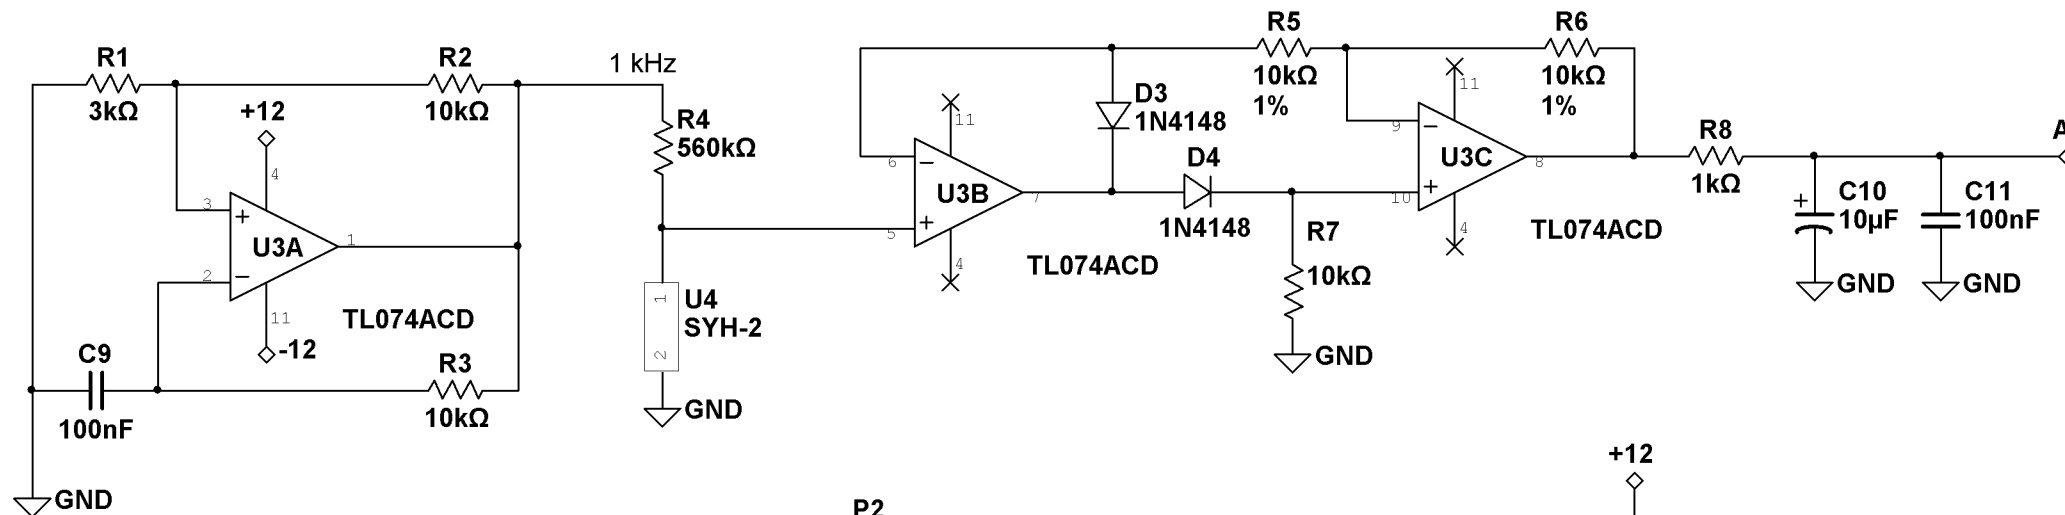 R1
3kΩ
R2
10kΩ
1 kHz
+12
4
3
2
1
U3A
11
-12
TL074ACD
C9
100nF
R3
10kΩ
GND
R4
560kΩ
U4
SYH-2
1
2
GND
11
6
5
7
4
U3B
TL074ACD
D3
1N4148
D4
1N4148
R5
10kΩ
1%
R6
10kΩ
1%
R7
10kΩ
GND
11
9
10
8
4
U3C
TL074ACD
R8
1kΩ
+
C10
10µF
GND
C11
100nF
GND
A
P2
+12